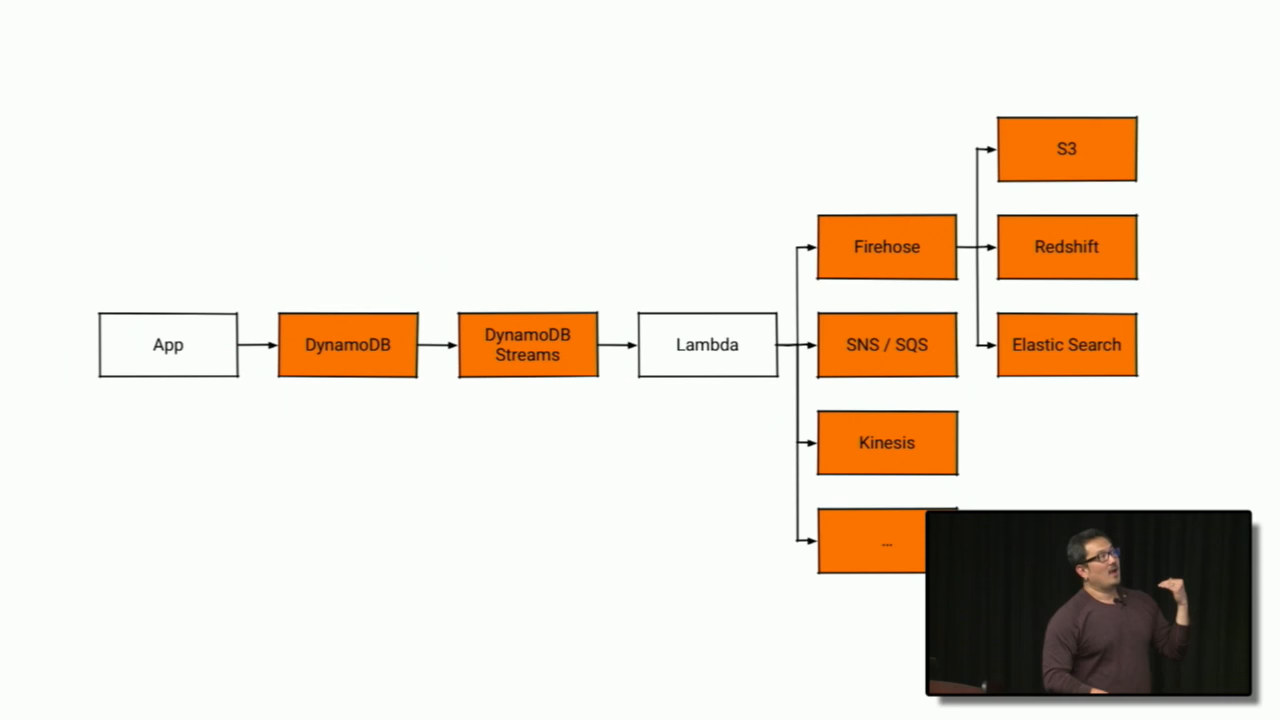 S3
Firehose
Redshift
App
DynamoDB
DynamoDB
Streams
Lambda
SNS / SQS
Elastic Search
Kinesis
...